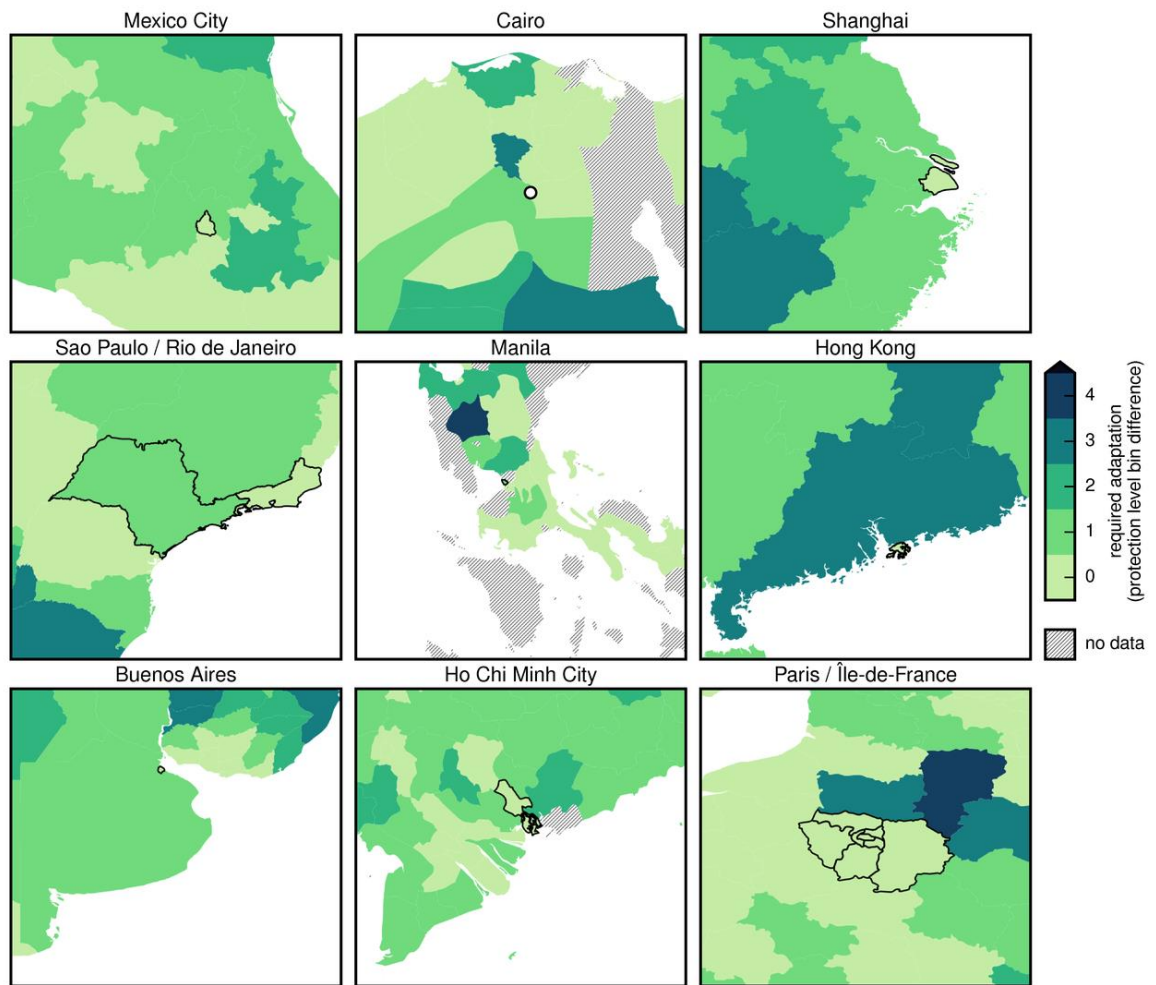 Mexico City
Cairo
Shanghai
Sao Paulo / Rio de Janeiro
Manila
Hong Kong
4
3
2
1
0
required adaptation
(protection level bin difference)
no data
Buenos Aires
Ho Chi Minh City
Paris / Île-de-France